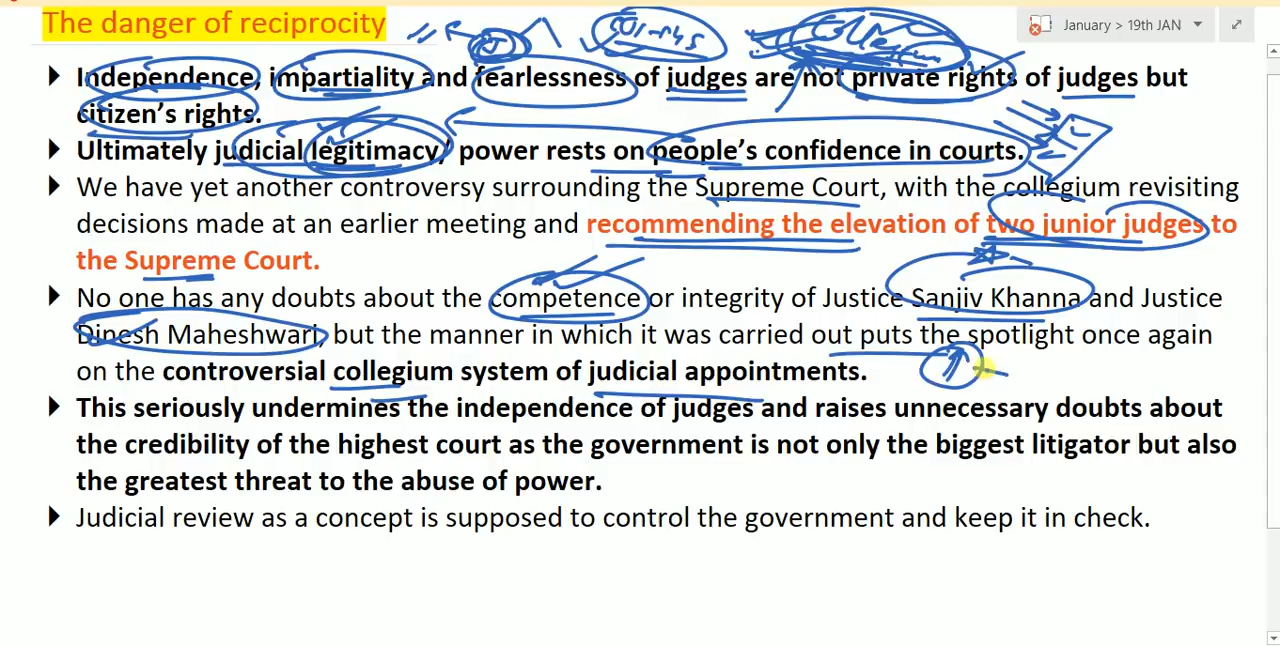 The danger of reciprocity
January > 19th JAN
Collegium
Independence, impartiality and fearlessness of judges are not private rights of judges but
citizen's rights.
Ultimately judicial legitimacy/ power rests on people's confidence in courts.
We have yet another controversy surrounding the Supreme Court, with the collegium revisiting
decisions made at an earlier meeting and recommending the elevation of two junior judges to
the Supreme Court.
No one has any doubts about the competence or integrity of Justice Sanjiv Khanna and Justice
Dinesh Maheshwari, but the manner in which it was carried out puts the spotlight once again
on the controversial collegium system of judicial appointments.
This seriously undermines the independence of judges and raises unnecessary doubts about
the credibility of the highest court as the government is not only the biggest litigator but also
the greatest threat to the abuse of power.
Judicial review as a concept is supposed to control the government and keep it in check.